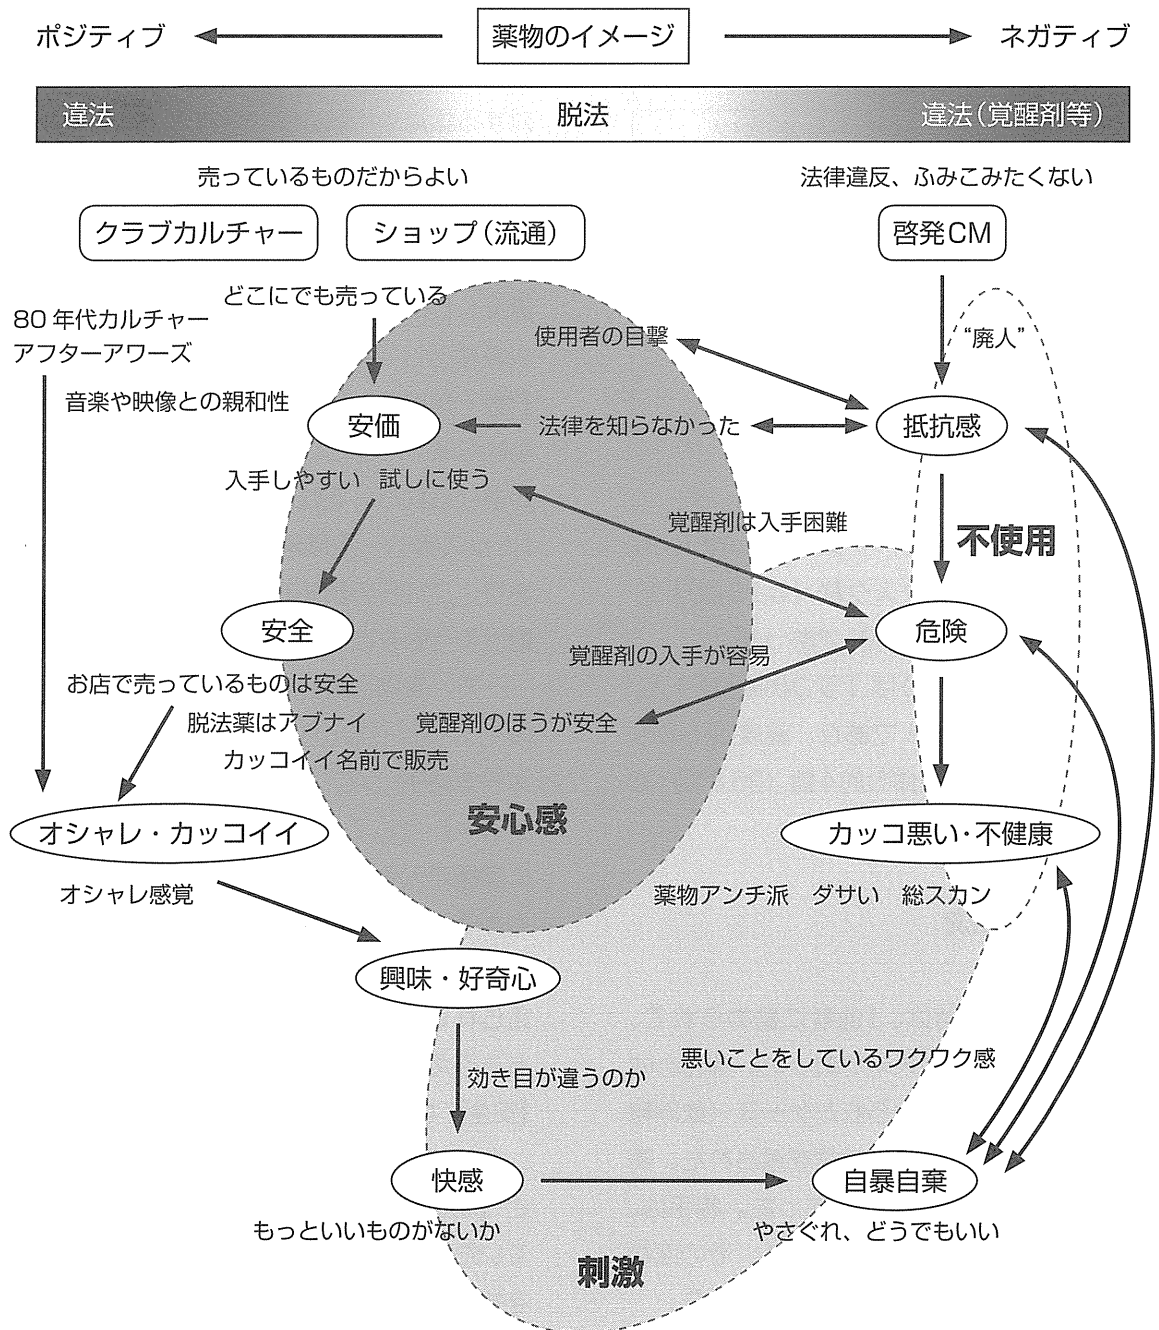 ポジティブ
薬物のイメージ
ネガティブ
違法
脱法
違法（覚醒剤等）
売っているものだからよい
法律違反、ふみこみたくない
クラブカルチャー
ショップ（流通）
啓発CM
どこにでも売っている
80年代カルチャー
アフターアワーズ
使用者の目撃
“廃人”
音楽や映像との親和性
安価
法律を知らなかった
抵抗感
入手しやすい 試しに使う
覚醒剤は入手困難
不使用
安全
危険
覚醒剤の入手が容易
お店で売っているものは安全
脱法薬はアブナイ
覚醒剤のほうが安全
カッコイイ名前で販売
安心感
オシャレ・カッコイイ
カッコ悪い・不健康
オシャレ感覚
薬物アンチ派 ダサい 総スカン
興味・好奇心
悪いことをしているワクワク感
効き目が違うのか
快感
自暴自棄
もっといいものがないか
やさぐれ、どうでもいい
刺激